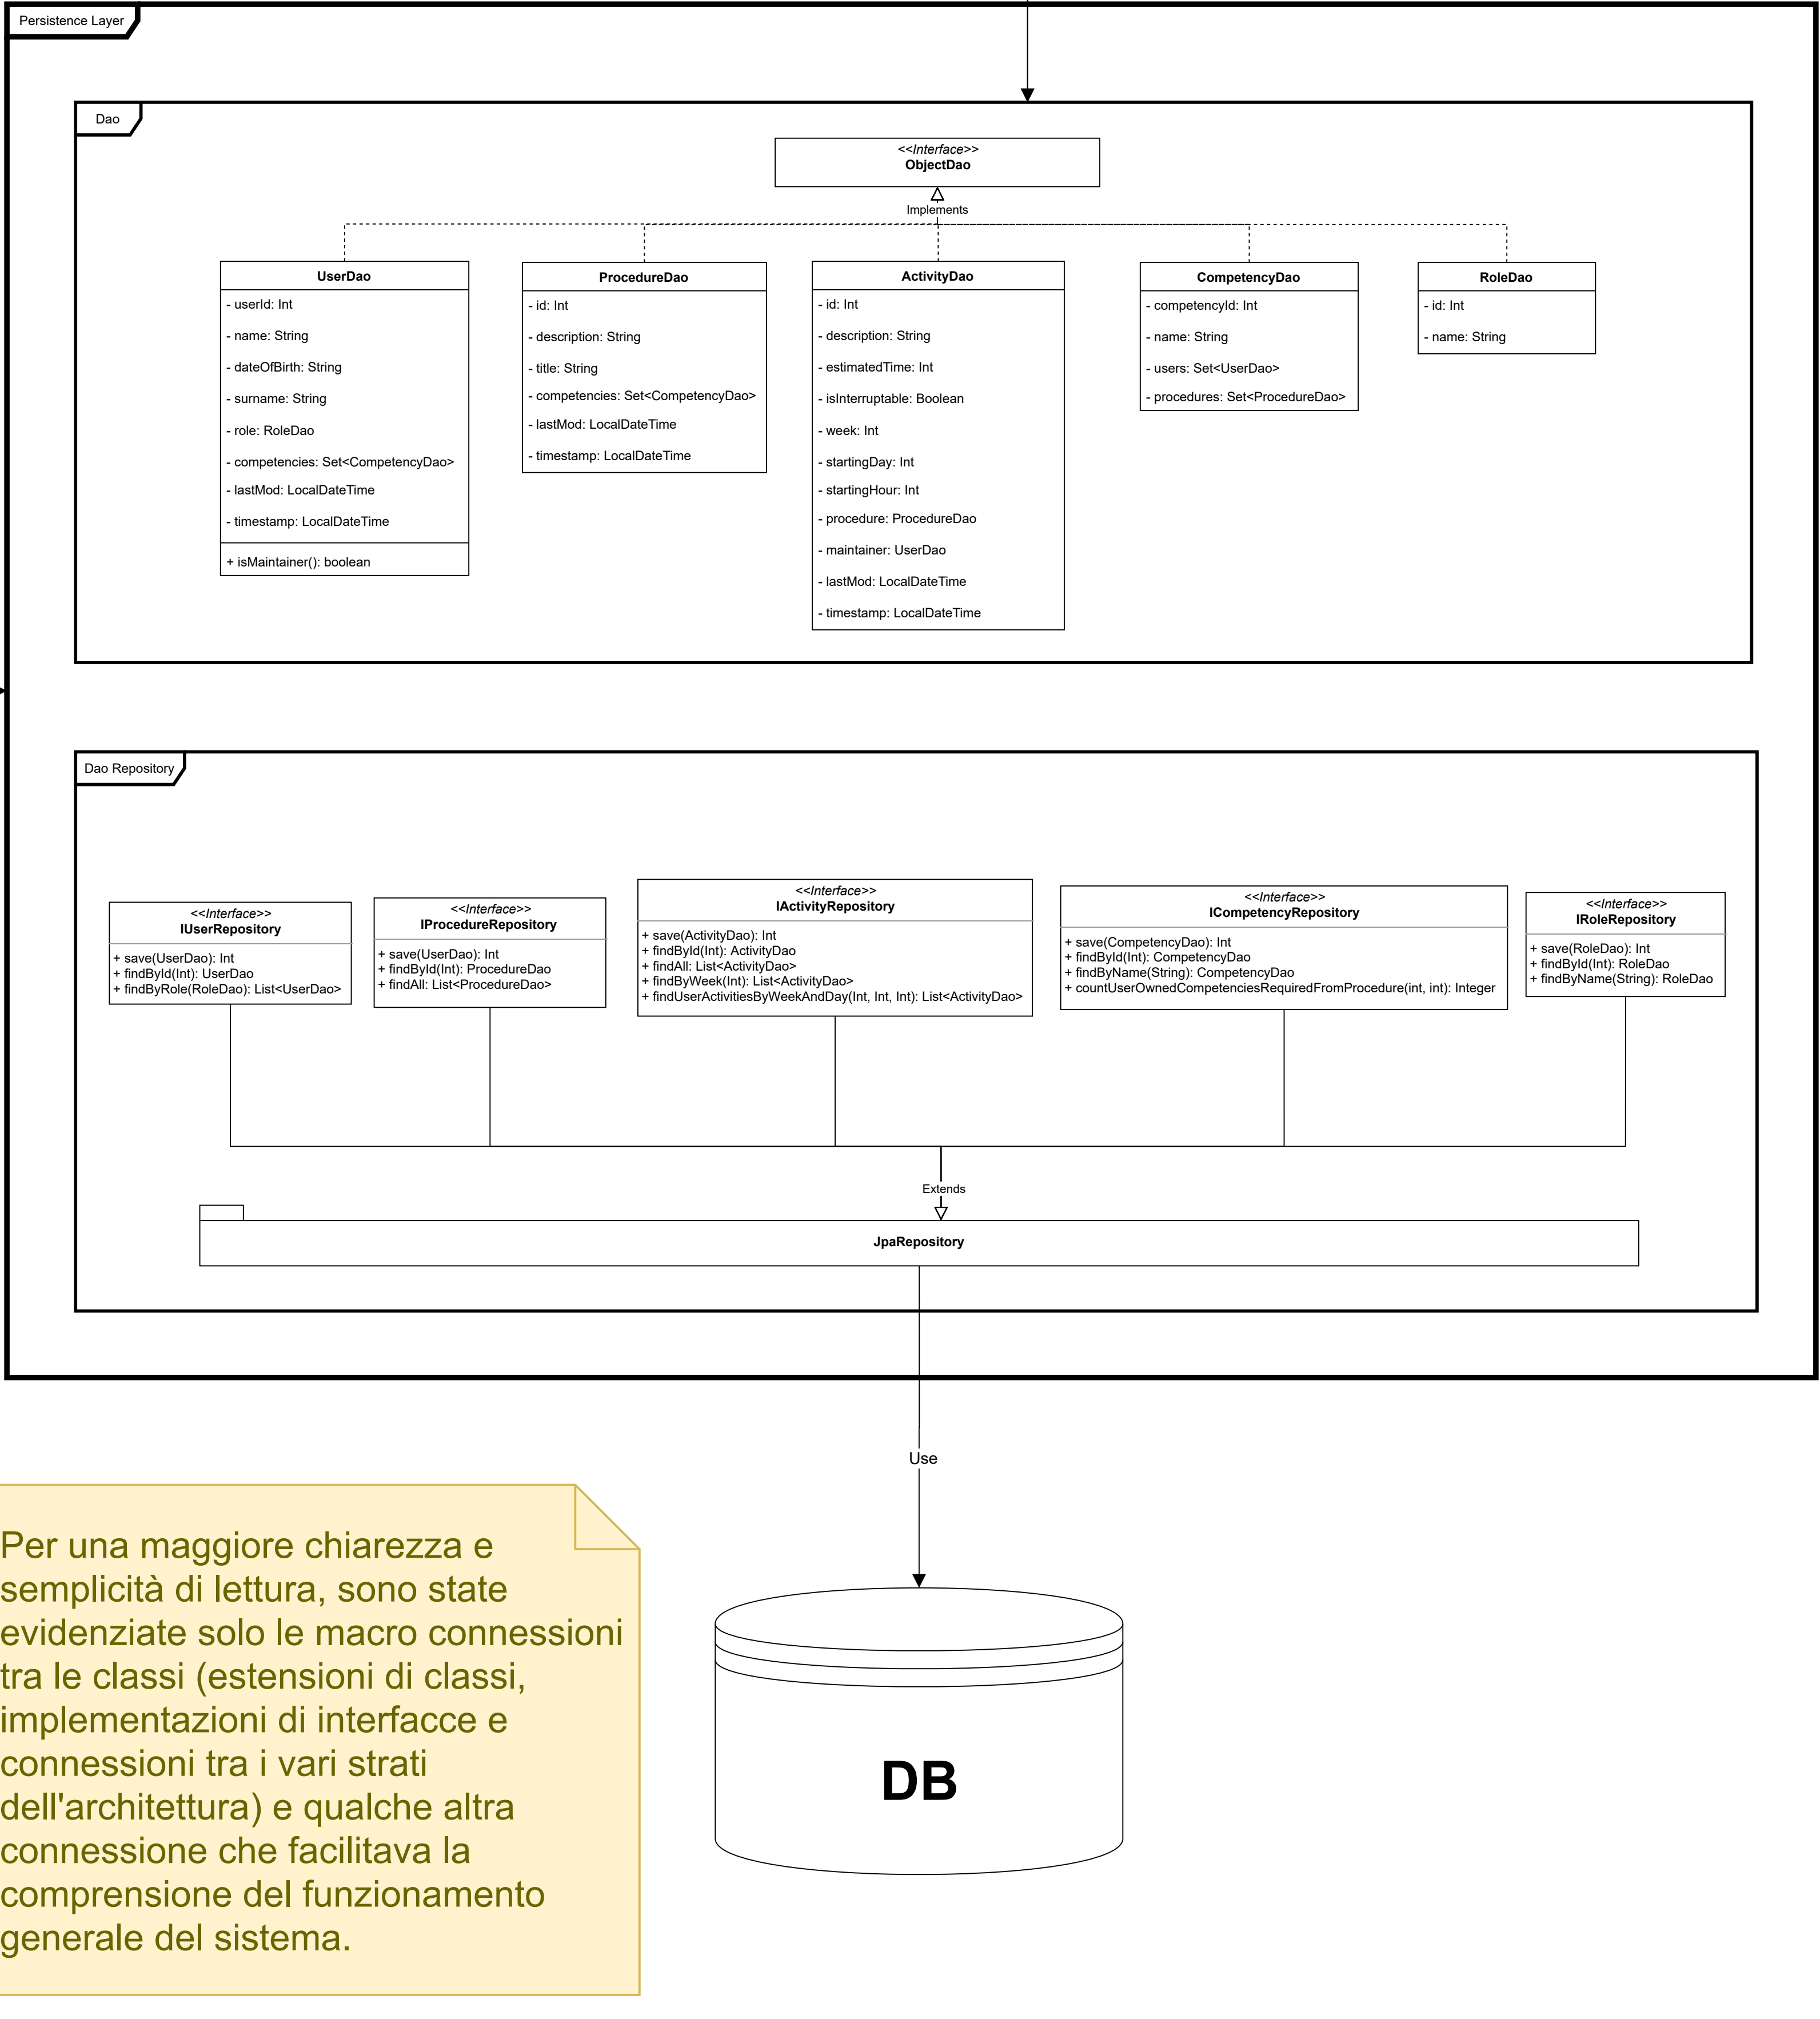 Persistence Layer
Dao
<<Interface>>
ObjectDao
Implements
UserDao
- userId: Int
- name: String
- dateOfBirth: String
- surname: String
- role: RoleDao
- competencies: Set<CompetencyDao>
- lastMod: LocalDateTime
- timestamp: LocalDateTime
+ isMaintainer(): boolean
ProcedureDao
- id: Int
- description: String
- title: String
- competencies: Set<CompetencyDao>
- lastMod: LocalDateTime
- timestamp: LocalDateTime
ActivityDao
- id: Int
- description: String
- estimatedTime: Int
- isInterruptable: Boolean
- week: Int
- startingDay: Int
- startingHour: Int
- procedure: ProcedureDao
- maintainer: UserDao
- lastMod: LocalDateTime
- timestamp: LocalDateTime
CompetencyDao
- competencyId: Int
- name: String
- users: Set<UserDao>
- procedures: Set<ProcedureDao>
RoleDao
- id: Int
- name: String
Dao Repository
<<Interface>>
IUserRepository
+ save(UserDao): Int
+ findById(Int): UserDao
+ findByRole(RoleDao): List<UserDao>
<<Interface>>
IProcedureRepository
+ save(UserDao): Int
+ findById(Int): ProcedureDao
+ findAll: List<ProcedureDao>
<<Interface>>
IActivityRepository
+ save(ActivityDao): Int
+ findById(Int): ActivityDao
+ findAll: List<ActivityDao>
+ findByWeek(Int): List<ActivityDao>
+ findUserActivitiesByWeekAndDay(Int, Int, Int): List<ActivityDao>
<<Interface>>
ICompetencyRepository
+ save(CompetencyDao): Int
+ findById(Int): CompetencyDao
+ findByName(String): CompetencyDao
+ countUserOwnedCompetenciesRequiredFromProcedure(int, int): Integer
<<Interface>>
IRoleRepository
+ save(RoleDao): Int
+ findById(Int): RoleDao
+ findByName(String): RoleDao
Extends
JpaRepository
Use
DB
Per una maggiore chiarezza e
semplicità di lettura, sono state
evidenziate solo le macro connessioni
tra le classi (estensioni di classi,
implementazioni di interfacce e
connessioni tra i vari strati
dell'architettura) e qualche altra
connessione che facilitava la
comprensione del funzionamento
generale del sistema.